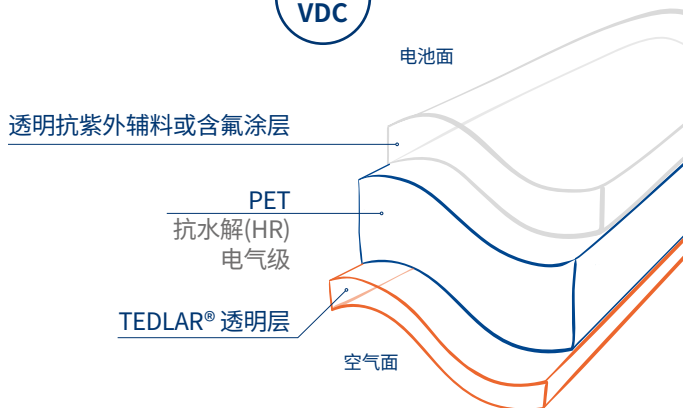 VDC
电池面
透明抗紫外辅料或含氟涂层
PET
抗水解(HR)
电气级
TEDLAR® 透明层
空气面